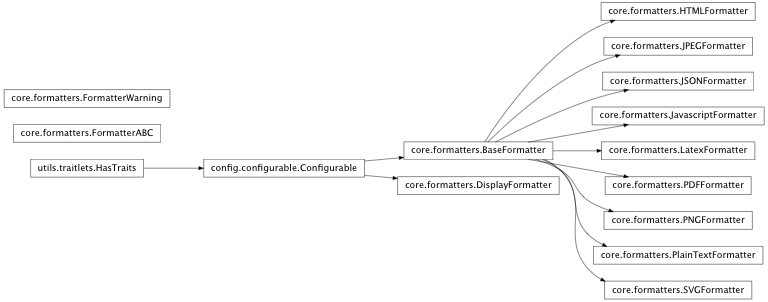 core.formatters.HTMLFormatter
core.formatters.JPEGFormatter
core.formatters.JSONFormatter
core.formatters.FormatterWarning
core.formatters.JavascriptFormatter
core.formatters.FormatterABC
core.formatters.BaseFormatter
core.formatters.LatexFormatter
utils.traitlets.HasTraits
config.configurable.Configurable
core.formatters.DisplayFormatter
core.formatters.PDFFormatter
core.formatters.PNGFormatter
core.formatters.PlainTextFormatter
core.formatters.SVGFormatter